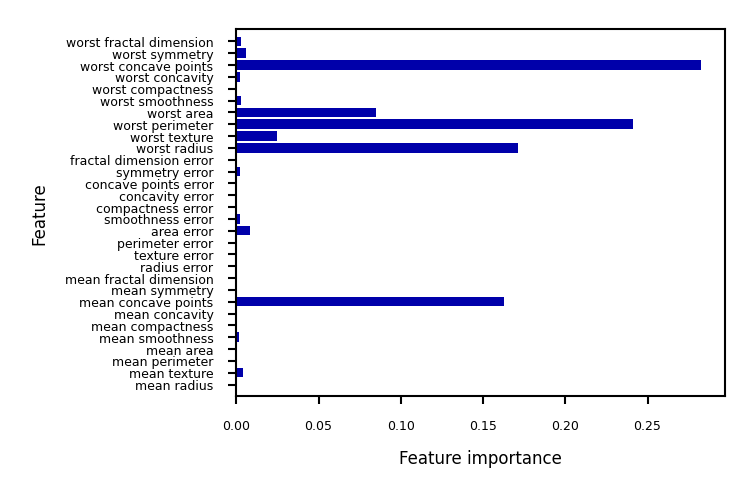 worst fractal dimension
worst symmetry
worst concave points
worst concavity
worst compactness
worst smoothness
worst area
worst perimeter
worst texture
worst radius
fractal dimension error
symmetry error
concave points error
concavity error
compactness error
smoothness error
area error
perimeter error
texture error
radius error
mean fractal dimension
mean symmetry
mean concave points
mean concavity
mean compactness
mean smoothness
mean area
mean perimeter
mean texture
mean radius
Feature
0.00 0.05 0.10 0.15 0.20 0.25
Feature importance